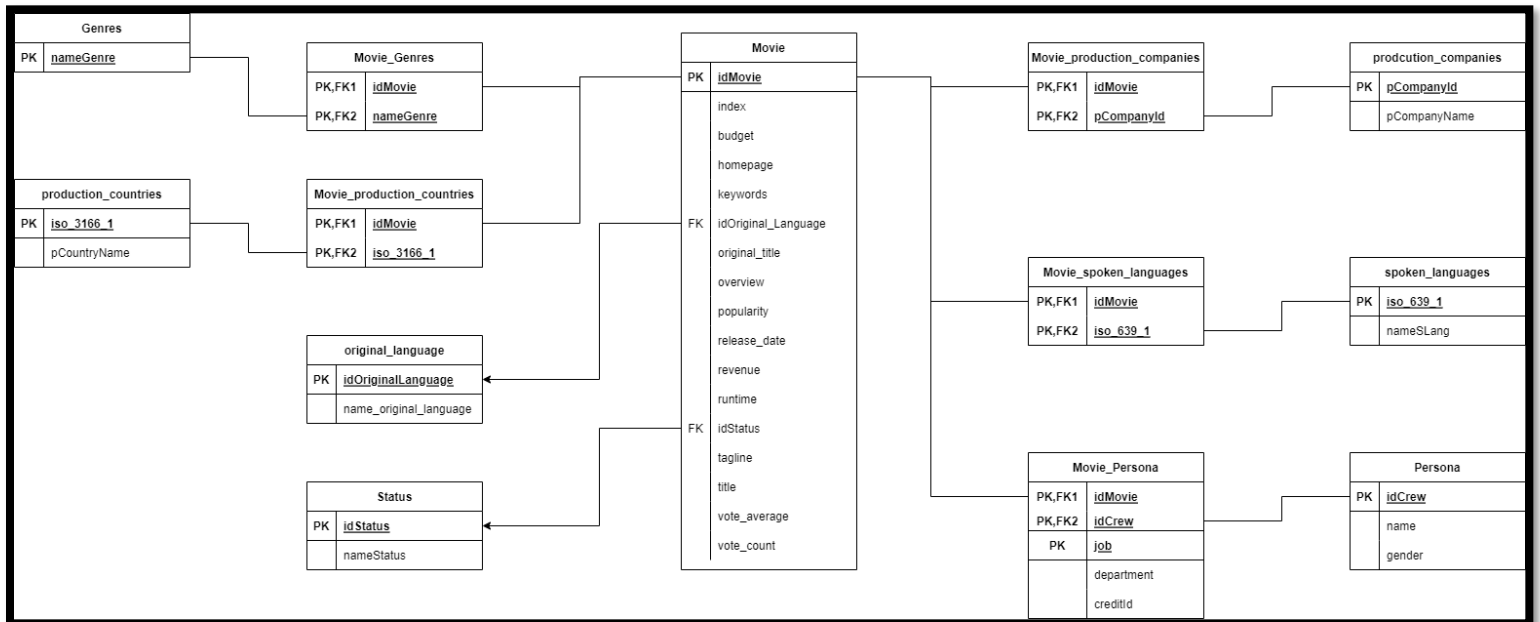 Genres
PK nameGenre
Movie_Genres
PK,FK1 idMovie
PK,FK2 nameGenre
production_countries
PK iso_3166_1
pCountryName
Movie_production_countries
PK,FK1 idMovie
PK,FK2 iso_3166_1
original_language
PK idOriginalLanguage
name_original_language
Status
PK idStatus
nameStatus
Movie
PK idMovie
index
budget
homepage
keywords
FK idOriginal_Language
original_title
overview
popularity
release_date
revenue
runtime
FK idStatus
tagline
title
vote_average
vote_count
Movie_production_companies
PK,FK1 idMovie
PK,FK2 pCompanyId
prodcution_companies
PK pCompanyId
pCompanyName
Movie_spoken_languages
PK,FK1 idMovie
PK,FK2 iso_639_1
spoken_languages
PK iso_639_1
nameSLang
Movie_Persona
PK,FK1 idMovie
PK,FK2 idCrew
PK job
department
creditId
Persona
PK idCrew
name
gender